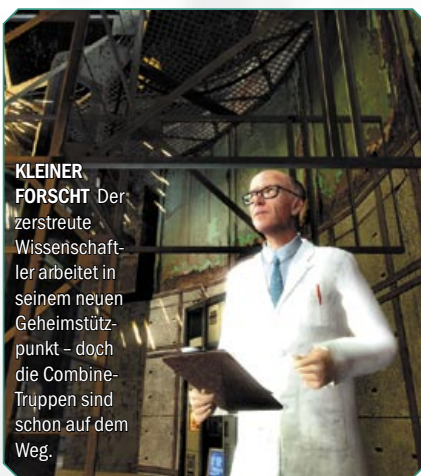 KLEINER
FORSCHT Der
zerstreute
Wissenschaft-
ler arbeitet in
seinem neuen
Geheimstütz-
punkt – doch
die Combine-
Truppen sind
schon auf dem
Weg.